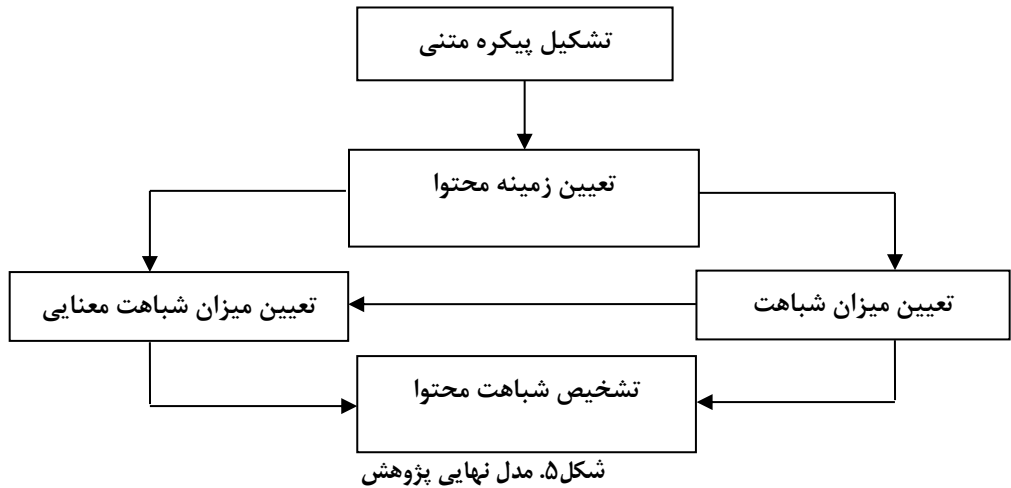 تشکیل پیکره متنی
تعیین زمینه محتوا
تعیین میزان شباهت
تعیین میزان شباهت معنایی
تشخیص شباهت محتوا
شکل۵. مدل نهایی پژوهش